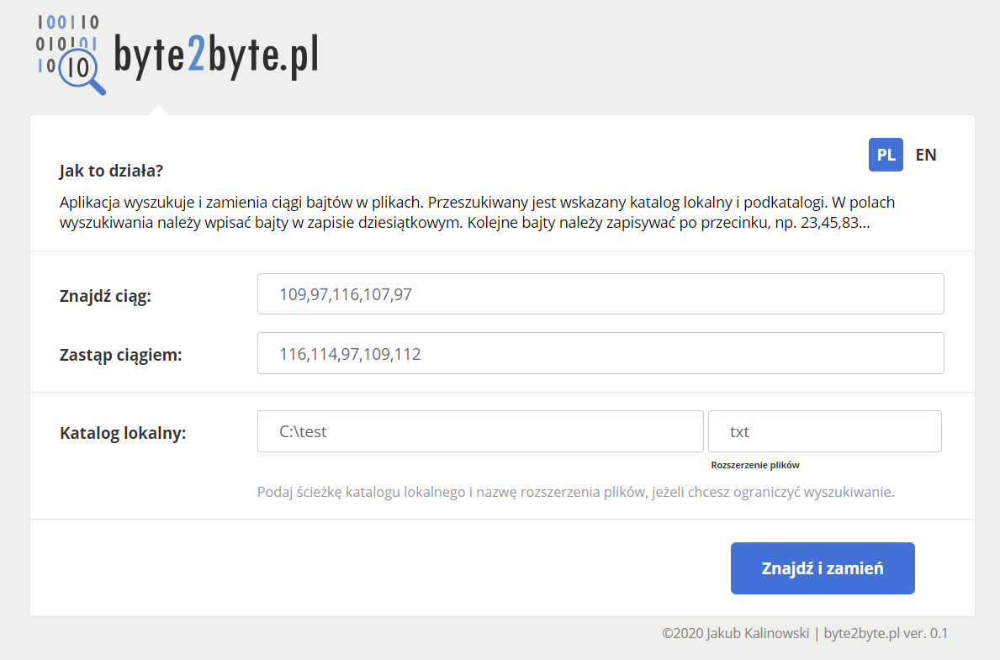 100110
010101
10 10
byte2byte.pl
PL EN
Jak to działa?
Aplikacja wyszukuje i zamienia ciągi bajtów w plikach. Przeszukiwany jest wskazany katalog lokalny i podkatalogi. W polach
wyszukiwania należy wpisać bajty w zapisie dziesiątkowym. Kolejne bajty należy zapisywać po przecinku, np. 23,45,83...
Znajdź ciąg: 109,97,116,107,97
Zastąp ciągiem: 116,114,97,109,112
Katalog lokalny: C:\test txt
Rozszerzenie plików
Podaj ścieżkę katalogu lokalnego i nazwę rozszerzenia plików, jeżeli chcesz ograniczyć wyszukiwanie.
Znajdź i zamień
©2020 Jakub Kalinowski | byte2byte.pl ver. 0.1